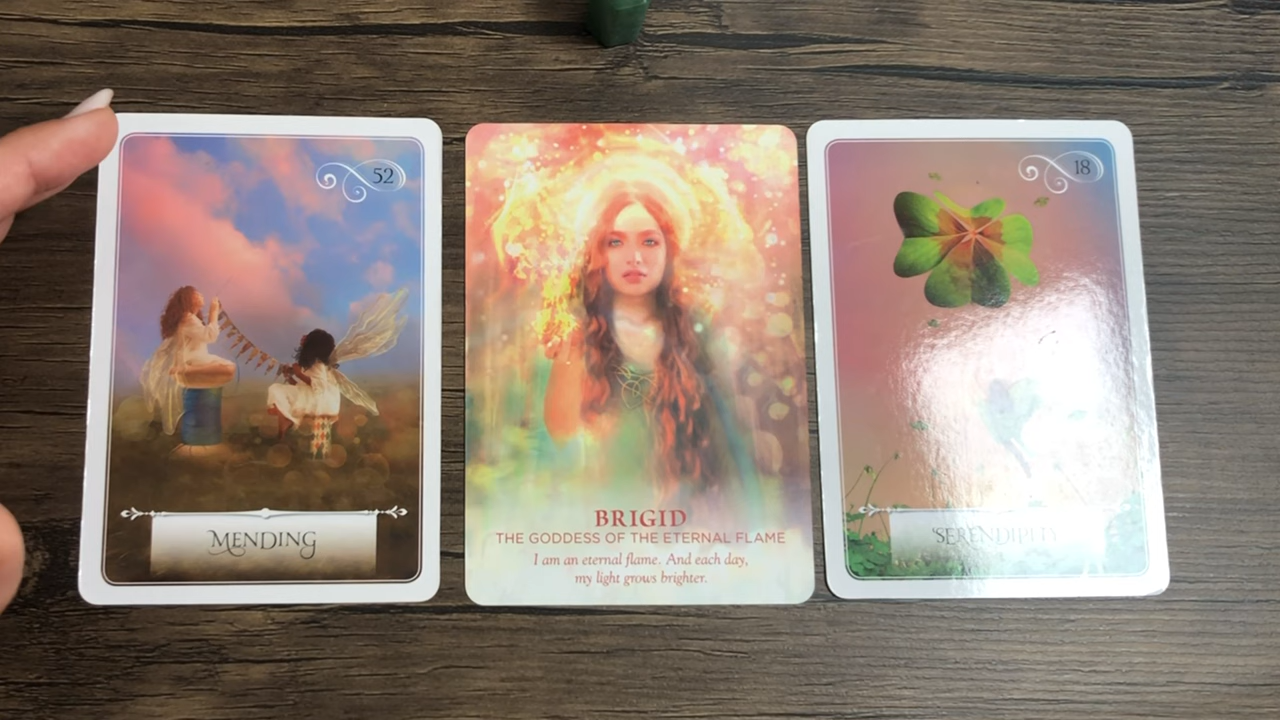 52
MENDING
BRIGID
THE GODDESS OF THE ETERNAL FLAME
I am an eternal flame. And each day,
my light grows brighter.
18
SERENDIPITY